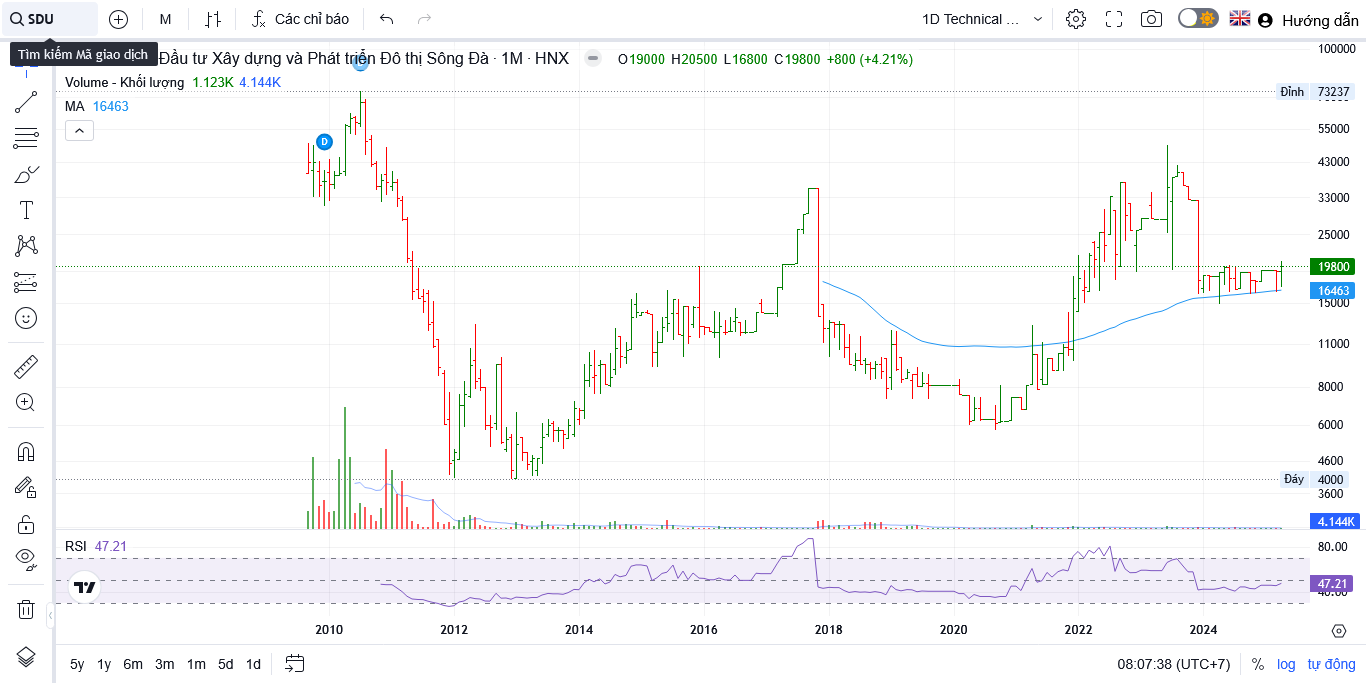 SDU M Các chỉ báo 1D Technical ... Hướng dẫn
Tìm kiếm Mã giao dịch
Đầu tư Xây dựng và Phát triển Đô thị Sông Đà · 1M · HNX O19000 H20500 L16800 C19800 +800 (+4.21%)
Volume - Khối lượng 1.123K 4.144K
MA 16463
D
100000
Đỉnh 73237
55000
43000
33000
25000
19800
16463
15000
11000
8000
6000
4600
Đáy 4000
3600
4.144K
RSI 47.21
80.00
47.21
40.00
2010 2012 2014 2016 2018 2020 2022 2024
5y 1y 6m 3m 1m 5d 1d 08:07:38 (UTC+7) % log tự động